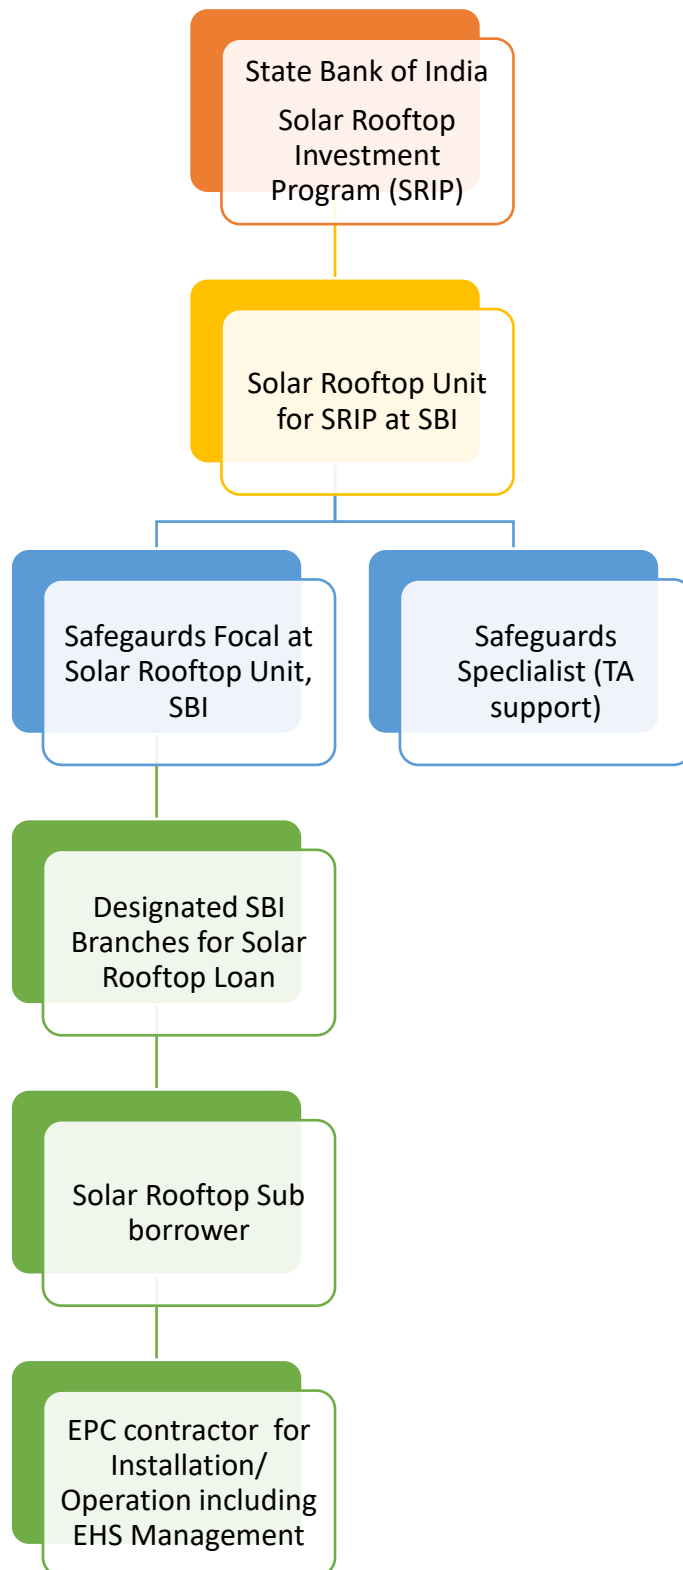 State Bank of India
Solar Rooftop
Investment
Program (SRIP)
Solar Rooftop Unit
for SRIP at SBI
Safegaurds Focal at
Solar Rooftop Unit,
SBI
Safeguards
Speclialist (TA
support)
Designated SBI
Branches for Solar
Rooftop Loan
Solar Rooftop Sub
borrower
EPC contractor  for
Installation/
Operation including
EHS Management